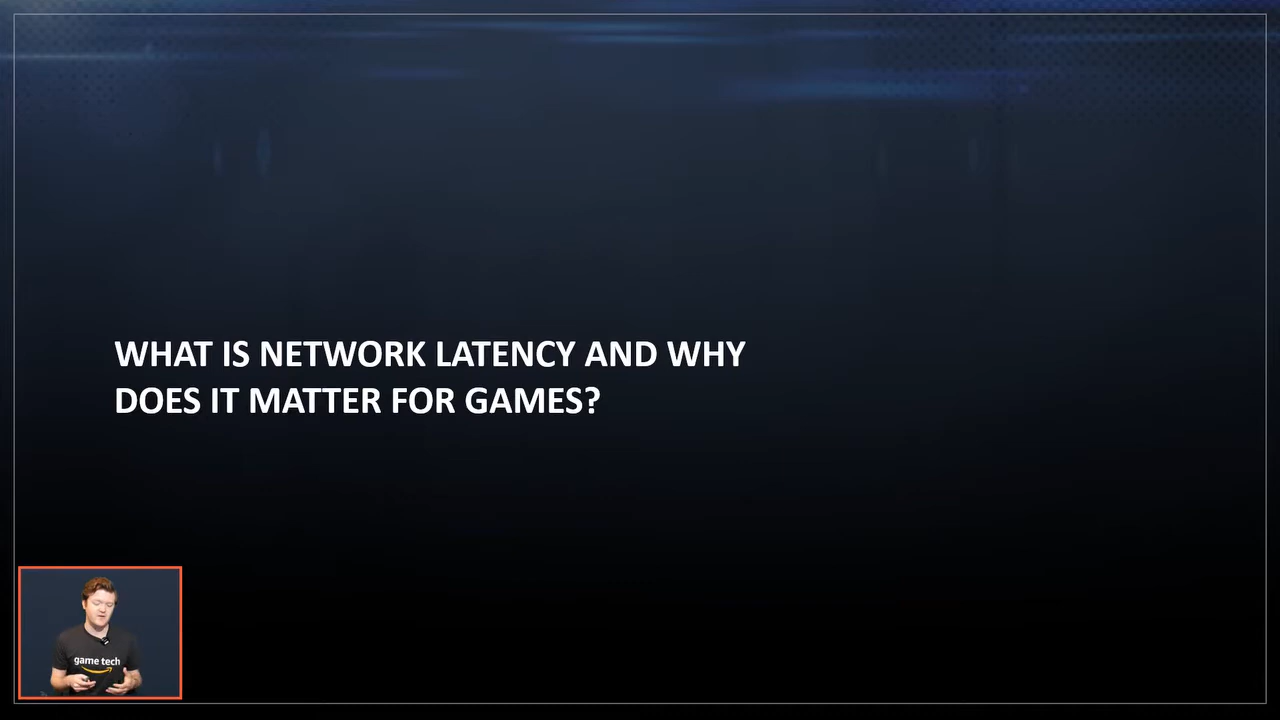 WHAT IS NETWORK LATENCY AND WHY
DOES IT MATTER FOR GAMES?
game tech